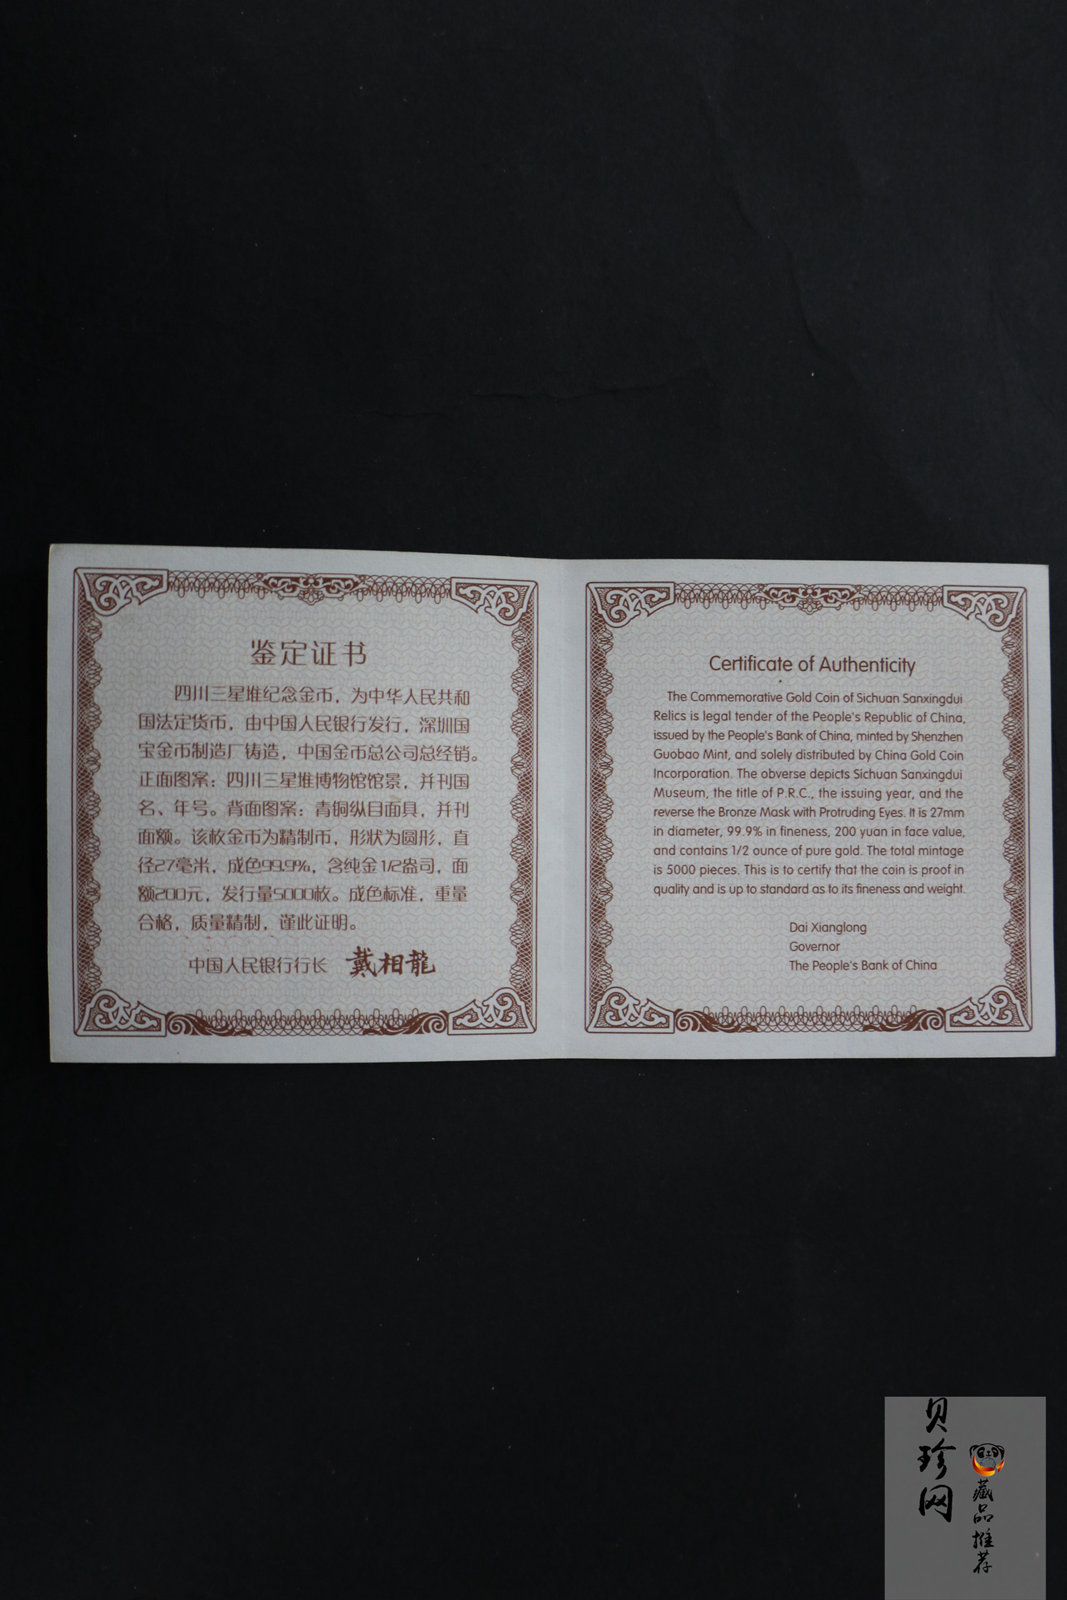 鉴定证书
四川三星堆纪念金币，为中华人民共和
国法定货币，由中国人民银行发行，深圳国
宝金币制造厂铸造，中国金币总公司总经销。
正面图案：四川三星堆博物馆馆景，并刊国
名、年号。背面图案：青铜纵目面具，并刊
面额。该枚金币为精制币，形状为圆形，直
径27毫米，成色99.9%，含纯金1/2盎司，面
额200元，发行量5000枚。成色标准，重量
合格，质量精制，谨此证明。
中国人民银行行长 戴相龍
Certificate of Authenticity
The Commemorative Gold Coin of Sichuan Sanxingdui
Relics is legal tender of the People's Republic of China,
issued by the People's Bank of China, minted by Shenzhen
Guobao Mint, and solely distributed by China Gold Coin
Incorporation. The obverse depicts Sichuan Sanxingdui
Museum, the title of P.R.C., the issuing year, and the
reverse the Bronze Mask with Protruding Eyes. It is 27mm
in diameter, 99.9% in fineness, 200 yuan in face value,
and contains 1/2 ounce of pure gold. The total mintage
is 5000 pieces. This is to certify that the coin is proof in
quality and is up to standard as to its fineness and weight.
Dai Xianglong
Governor
The People's Bank of China
贝珍网
藏品推荐